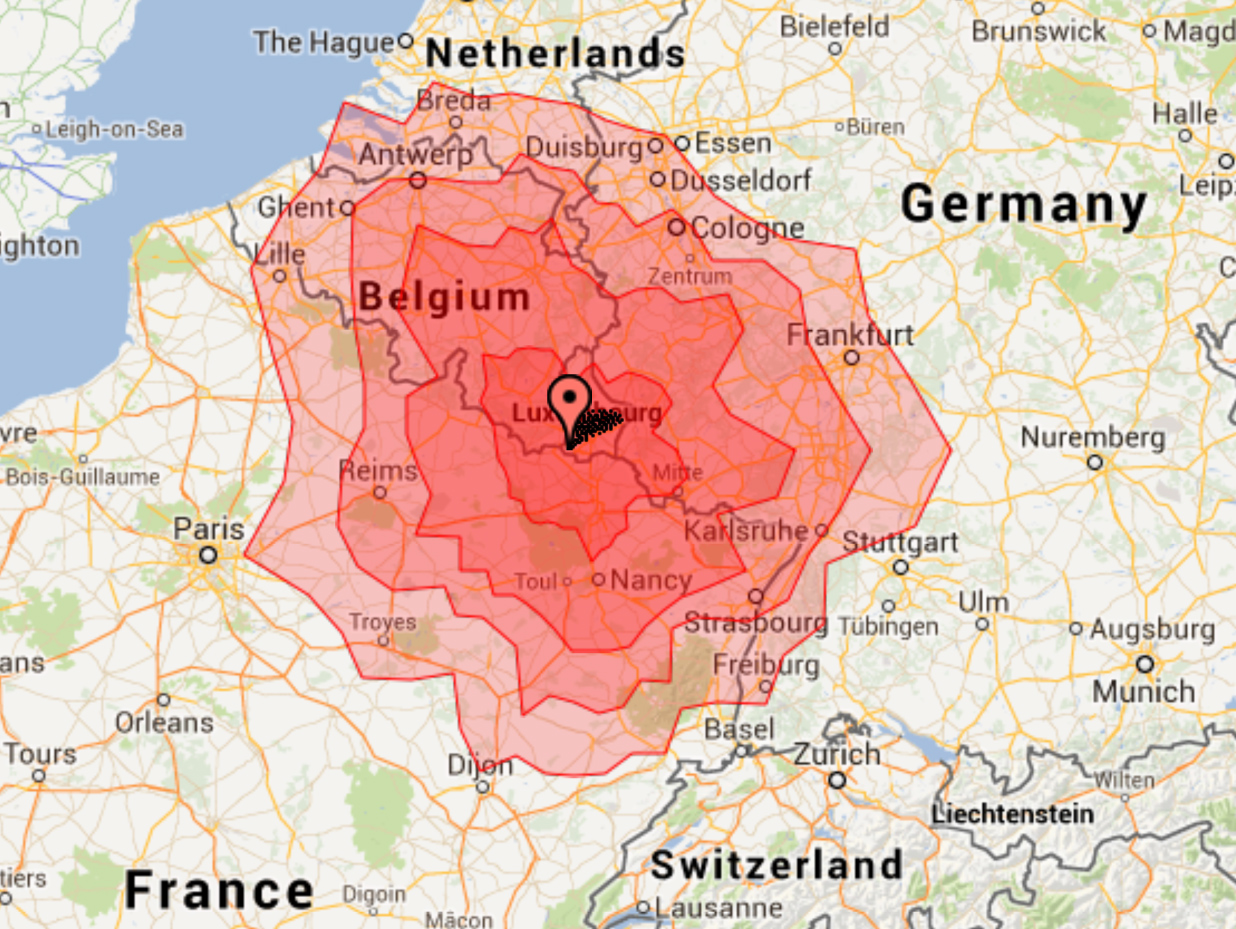 The Hague
Netherlands
Bielefeld
Brunswick
Magd
n
Leigh-on-Sea
Breda
Büren
Halle
Antwerp
Duisburg
Essen
Dusseldorf
Leip
Ghent
Germany
ighton
Lille
Cologne
Zentrum
C
Belgium
Frankfurt
Lux bourg
vre
Nuremberg
Bois-Guillaume
Reims
Mitte
Paris
Karlsruhe
Stuttgart
Toul
Nancy
Ulm
Troyes
Strasbourg
Tübingen
Augsburg
ans
Freiburg
Munich
Orleans
Basel
Tours
Dijon
Zurich
Wilten
Liechtenstein
tiers
France
Digoin
Switzerland
Mâcon
Lausanne